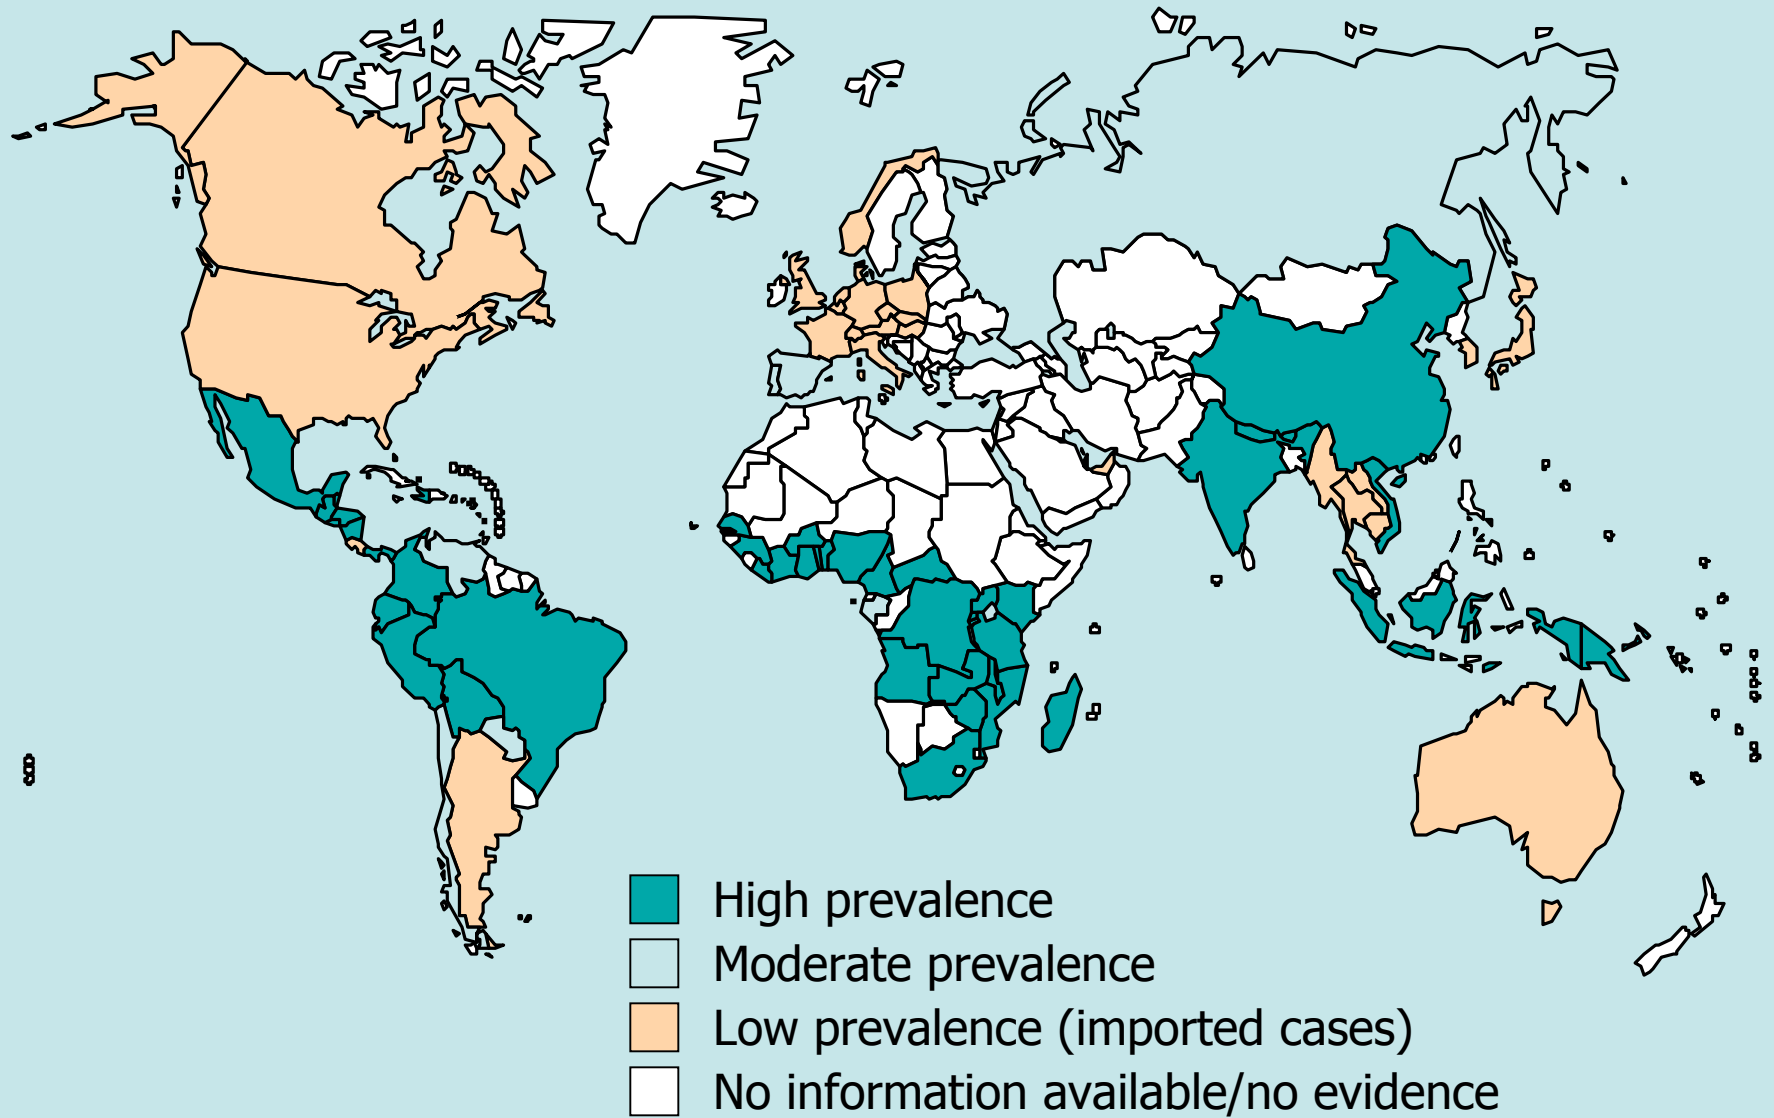 High prevalence
Moderate prevalence
Low prevalence (imported cases)
No information available/no evidence